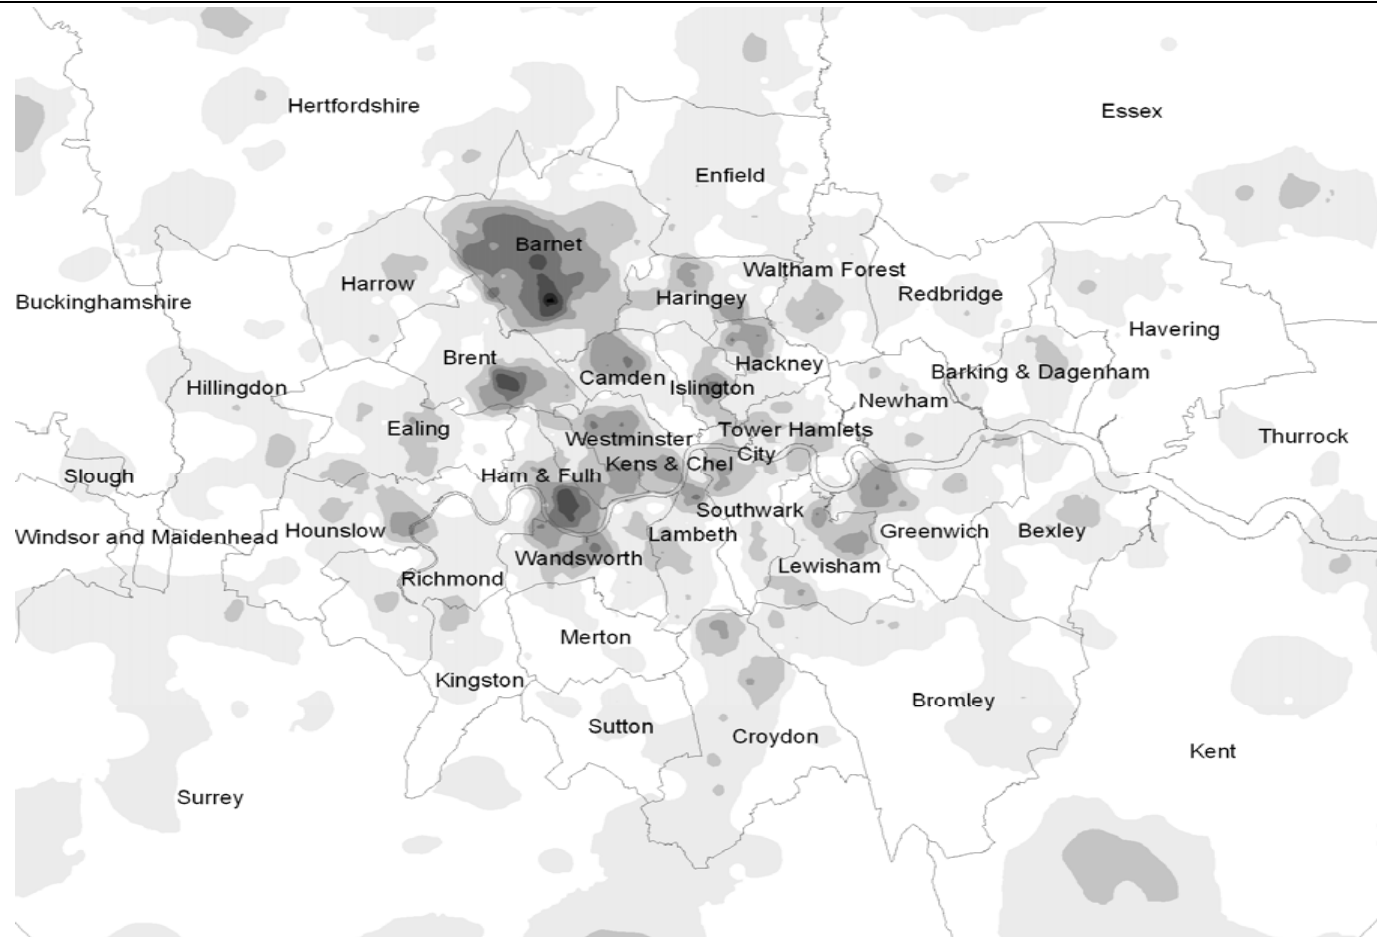 Hertfordshire
Essex
Enfield
Barnet
Waltham Forest
Harrow
Redbridge
Haringey
Buckinghamshire
Havering
Brent
Hackney
Barking & Dagenham
Camden
Islington
Hillingdon
Newham
Ealing
Tower Hamlets
Westminster
Thurrock
City
Kens & Chel
Slough
Ham & Fulh
Southwark
Hounslow
Greenwich
Bexley
Lambeth
Windsor and Maidenhead
Wandsworth
Lewisham
Richmond
Merton
Kingston
Bromley
Sutton
Croydon
Kent
Surrey